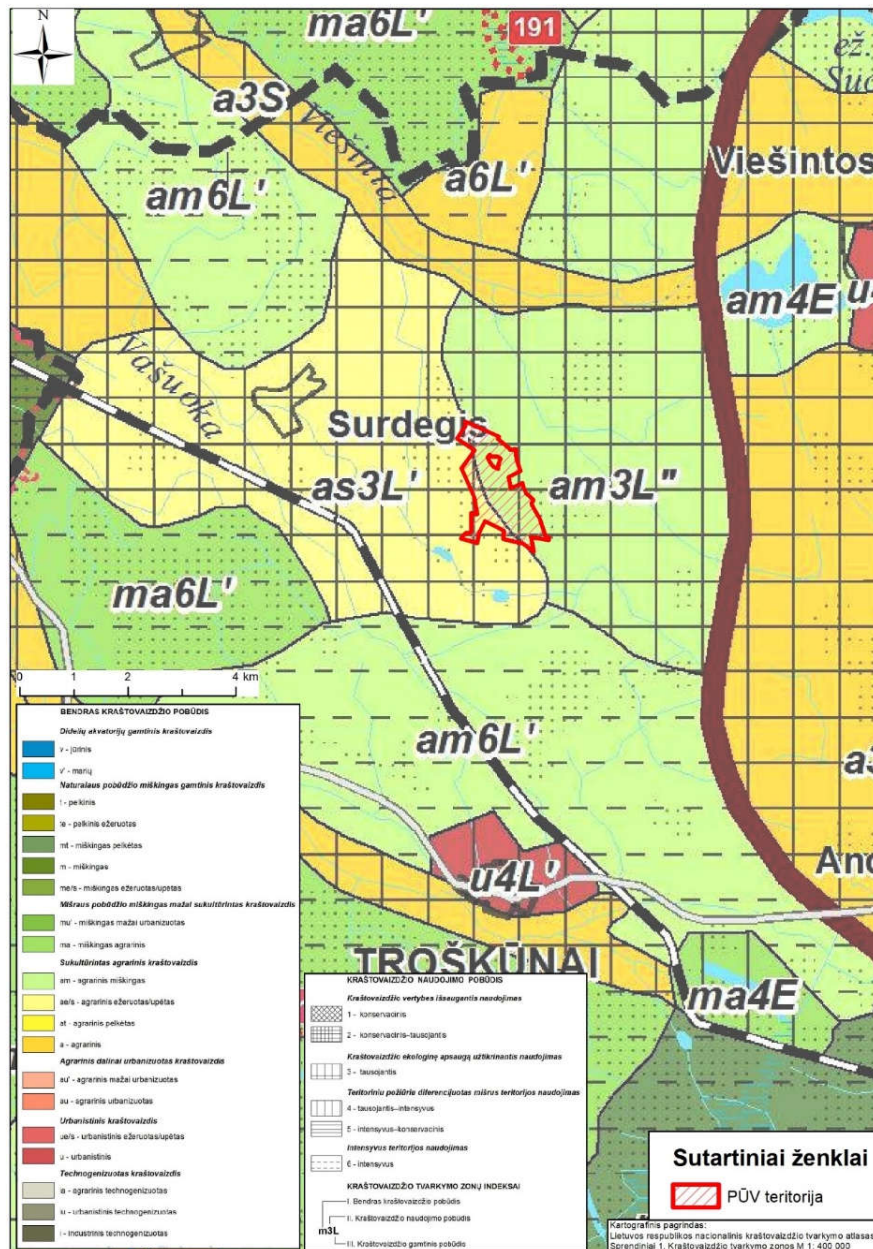 N
ma6L'
191
ež.
a3S
Viešinta
Viešintos
am6L'
a6L'
am4E
Vašuoka
Surdegis
as3L'
am3L"
ma6L'
0 1 2 4 km
am6L'
u4L'
TROŠKŪNAI
ma4E
BENDRAS KRAŠTOVAIZDŽIO POBŪDIS
Didelių akvatorijų gamtinis kraštovaizdis
v - jūrinis
v' - marių
Natūralaus pobūdžio miškingas gamtinis kraštovaizdis
t - pelkinis
te - pelkinis ežeruotas
mt - miškingas pelkėtas
m - miškingas
me/s - miškingas ežeruotas/upėtas
Mišraus pobūdžio miškingas mažai sukultūrintas kraštovaizdis
mu' - miškingas mažai urbanizuotas
ma - miškingas agrarinis
Sukultūrintas agrarinis kraštovaizdis
am - agrarinis miškingas
ae/s - agrarinis ežeruotas/upėtas
at - agrarinis pelkėtas
a - agrarinis
Agrarinis dalinai urbanizuotas kraštovaizdis
au' - agrarinis mažai urbanizuotas
au - agrarinis urbanizuotas
Urbanistinis kraštovaizdis
ue/s - urbanistinis ežeruotas/upėtas
u - urbanistinis
Technogenizuotas kraštovaizdis
ia - agrarinis technogenizuotas
iu - urbanistinis technogenizuotas
i - industrinis technogenizuotas
KRAŠTOVAIZDŽIO NAUDOJIMO POBŪDIS
Kraštovaizdžio vertybes išsaugantis naudojimas
1 - konservacinis
2 - konservacinis-tausojantis
Kraštovaizdžio ekologinę apsaugą užtikrinantis naudojimas
3 - tausojantis
Teritoriniu požiūriu diferencijuotas mišrus teritorijos naudojimas
4 - tausojantis-intensyvus
5 - intensyvus-konservacinis
Intensyvus teritorijos naudojimas
6 - intensyvus
KRAŠTOVAIZDŽIO TVARKYMO ZONŲ INDEKSAI
I. Bendras kraštovaizdžio pobūdis
II. Kraštovaizdžio naudojimo pobūdis
m3L
III. Kraštovaizdžio gamtinis pobūdis
Sutartiniai ženklai
PŪV teritorija
Kartografinis pagrindas:
Lietuvos respublikos nacionalinis kraštovaizdžio tvarkymo atlasas
Sprendiniai 1. Kraštovaizdžio tvarkymo zonos M 1: 400 000